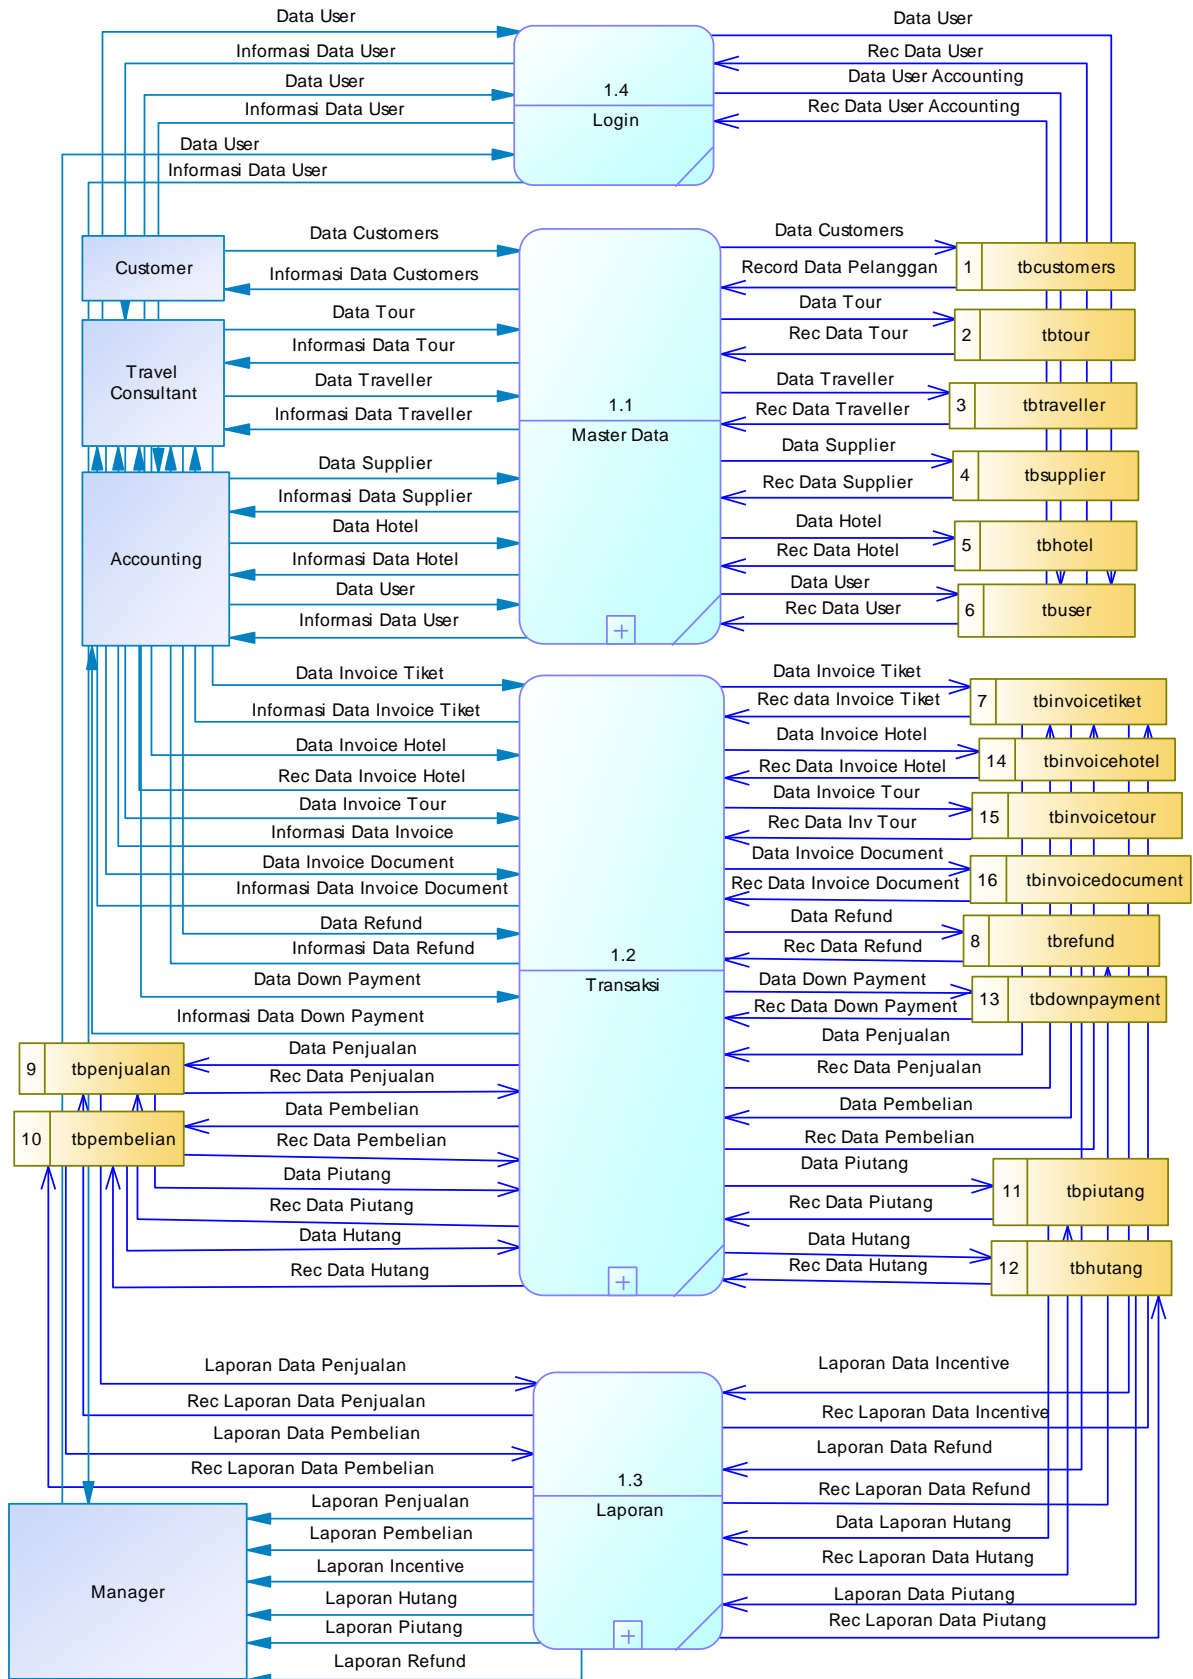 Data User
Informasi Data User
Data User
Informasi Data User
Data User
Informasi Data User
1.4
Login
Data User
Rec Data User
Data User Accounting
Rec Data User Accounting
Customer
Travel
Consultant
Accounting
Data Customers
Informasi Data Customers
Data Tour
Informasi Data Tour
Data Traveller
Informasi Data Traveller
Data Supplier
Informasi Data Supplier
Data Hotel
Informasi Data Hotel
Data User
Informasi Data User
1.1
Master Data
Data Customers
Record Data Pelanggan
Data Tour
Rec Data Tour
Data Traveller
Rec Data Traveller
Data Supplier
Rec Data Supplier
Data Hotel
Rec Data Hotel
Data User
Rec Data User
1 tbcustomers
2 tbtour
3 tbtraveller
4 tbsupplier
5 tbhotel
6 tbuser
Data Invoice Tiket
Informasi Data Invoice Tiket
Data Invoice Hotel
Rec Data Invoice Hotel
Data Invoice Tour
Informasi Data Invoice
Data Invoice Document
Informasi Data Invoice Document
Data Refund
Informasi Data Refund
Data Down Payment
Informasi Data Down Payment
Data Penjualan
Rec Data Penjualan
Data Pembelian
Rec Data Pembelian
Data Piutang
Rec Data Piutang
Data Hutang
Rec Data Hutang
9 tbpenjualan
10 tbpembelian
1.2
Transaksi
Data Invoice Tiket
Rec data Invoice Tiket
Data Invoice Hotel
Rec Data Invoice Hotel
Data Invoice Tour
Rec Data Inv Tour
Data Invoice Document
Rec Data Invoice Document
Data Refund
Rec Data Refund
Data Down Payment
Rec Data Down Payment
Data Penjualan
Rec Data Penjualan
Data Pembelian
Rec Data Pembelian
Data Piutang
Rec Data Piutang
Data Hutang
Rec Data Hutang
7 tbinvoicetiket
14 tbinvoicehotel
15 tbinvoicetour
16 tbinvoicedocument
8 tbrefund
13 tbdownpayment
11 tbpiutang
12 tbhutang
Laporan Data Penjualan
Rec Laporan Data Penjualan
Laporan Data Pembelian
Rec Laporan Data Pembelian
Laporan Penjualan
Laporan Pembelian
Laporan Incentive
Laporan Hutang
Laporan Piutang
Laporan Refund
Manager
1.3
Laporan
Laporan Data Incentive
Rec Laporan Data Incentive
Laporan Data Refund
Rec Laporan Data Refund
Data Laporan Hutang
Rec Laporan Data Hutang
Laporan Data Piutang
Rec Laporan Data Piutang